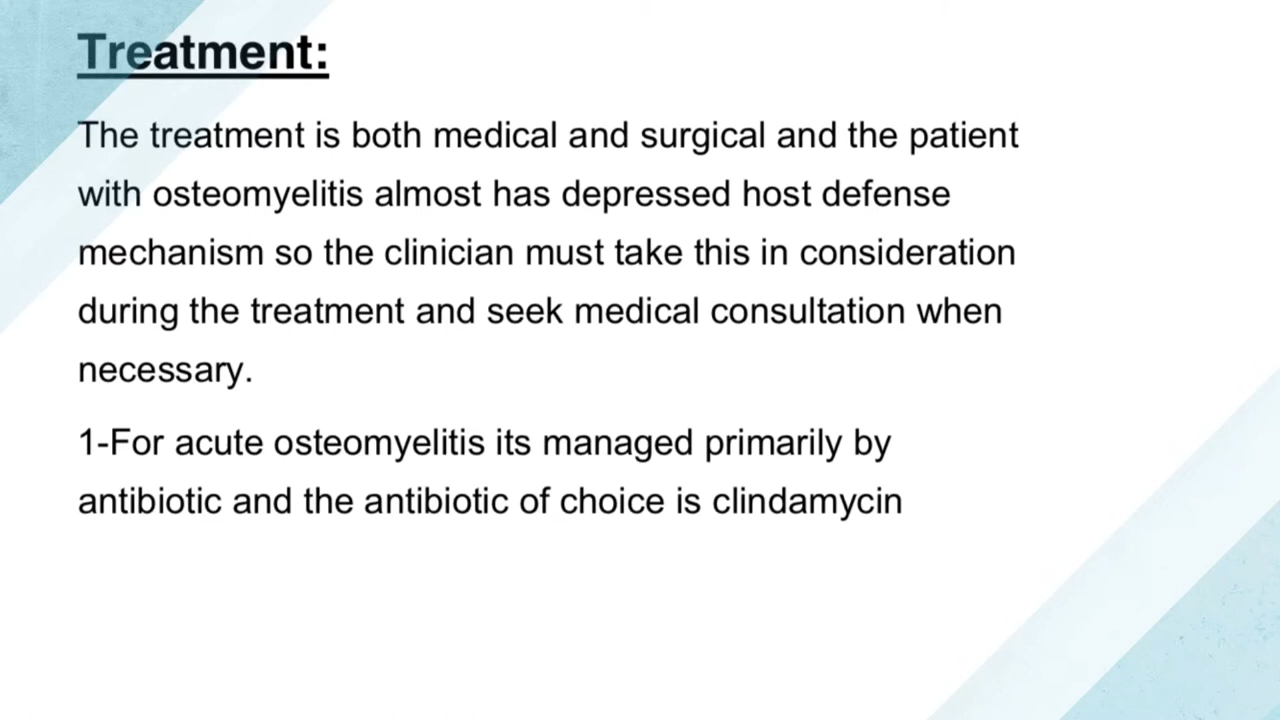 Treatment:
The treatment is both medical and surgical and the patient
with osteomyelitis almost has depressed host defense
mechanism so the clinician must take this in consideration
during the treatment and seek medical consultation when
necessary.
1-For acute osteomyelitis its managed primarily by
antibiotic and the antibiotic of choice is clindamycin